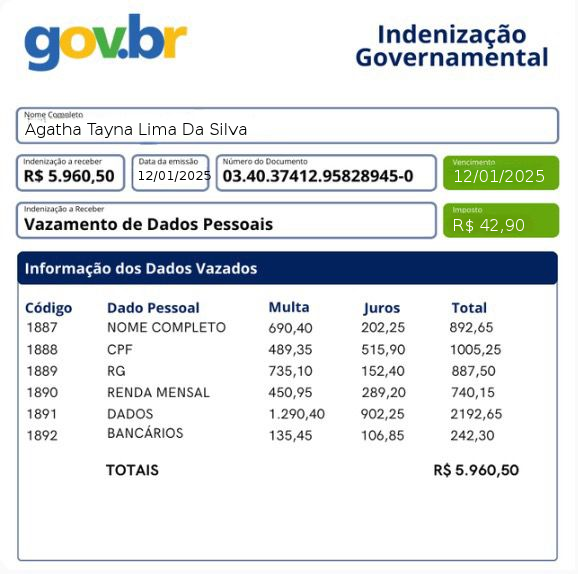 gov.br
Indenização
Governamental
Nome Completo
Agatha Tayna Lima Da Silva
Indenização a receber
R$ 5.960,50
Data da emissão
12/01/2025
Número do Documento
03.40.37412.95828945-0
Vencimento
12/01/2025
Indenização a Receber
Vazamento de Dados Pessoais
Imposto
R$ 42,90
Informação dos Dados Vazados
Código Dado Pessoal Multa Juros Total
1887 NOME COMPLETO 690,40 202,25 892,65
1888 CPF 489,35 515,90 1005,25
1889 RG 735,10 152,40 887,50
1890 RENDA MENSAL 450,95 289,20 740,15
1891 DADOS 1.290,40 902,25 2192,65
1892 BANCÁRIOS 135,45 106,85 242,30
TOTAIS R$ 5.960,50